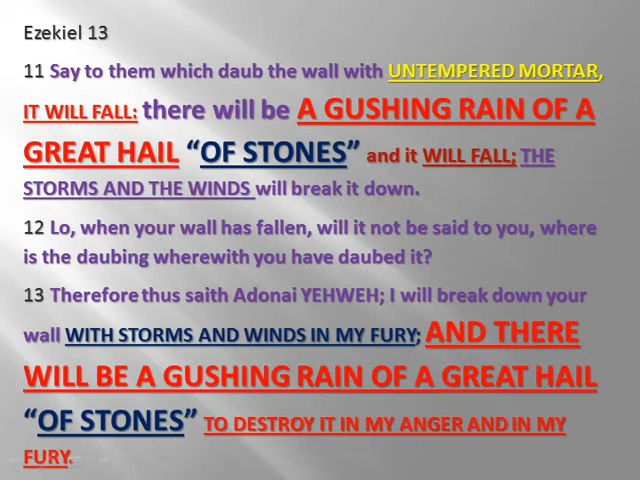 Ezekiel 13
11 Say to them which daub the wall with UNTEMPERED MORTAR,
IT WILL FALL: there will be A GUSHING RAIN OF A
GREAT HAIL “OF STONES” and it WILL FALL; THE
STORMS AND THE WINDS will break it down.
12 Lo, when your wall has fallen, will it not be said to you, where
is the daubing wherewith you have daubed it?
13 Therefore thus saith Adonai YEHWEH; I will break down your
wall WITH STORMS AND WINDS IN MY FURY; AND THERE
WILL BE A GUSHING RAIN OF A GREAT HAIL
“OF STONES” TO DESTROY IT IN MY ANGER AND IN MY
FURY.